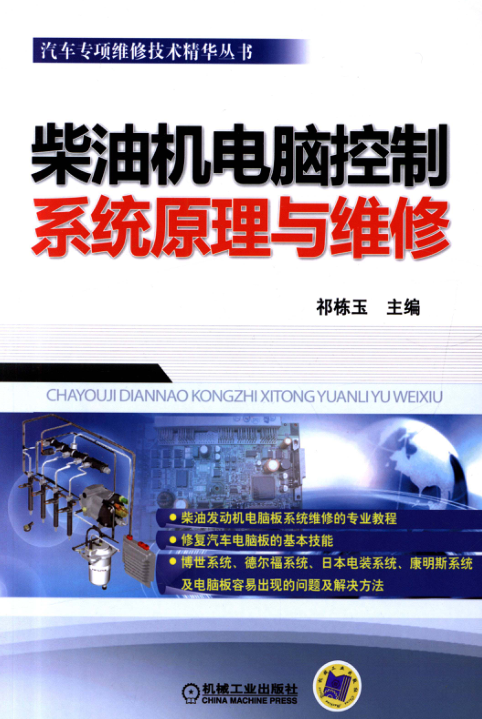 汽车专项维修技术精华丛书
柴油机电脑控制
系统原理与维修
祁栋玉 主编
CHAYOUJI DIANNAO KONGZHI XITONG YUANLI YU WEIXIU
● 柴油发动机电脑板系统维修的专业教程
● 修复汽车电脑板的基本技能
● 博世系统、德尔福系统、日本电装系统、康明斯系统
及电脑板容易出现的问题及解决方法
机械工业出版社
CHINA MACHINE PRESS